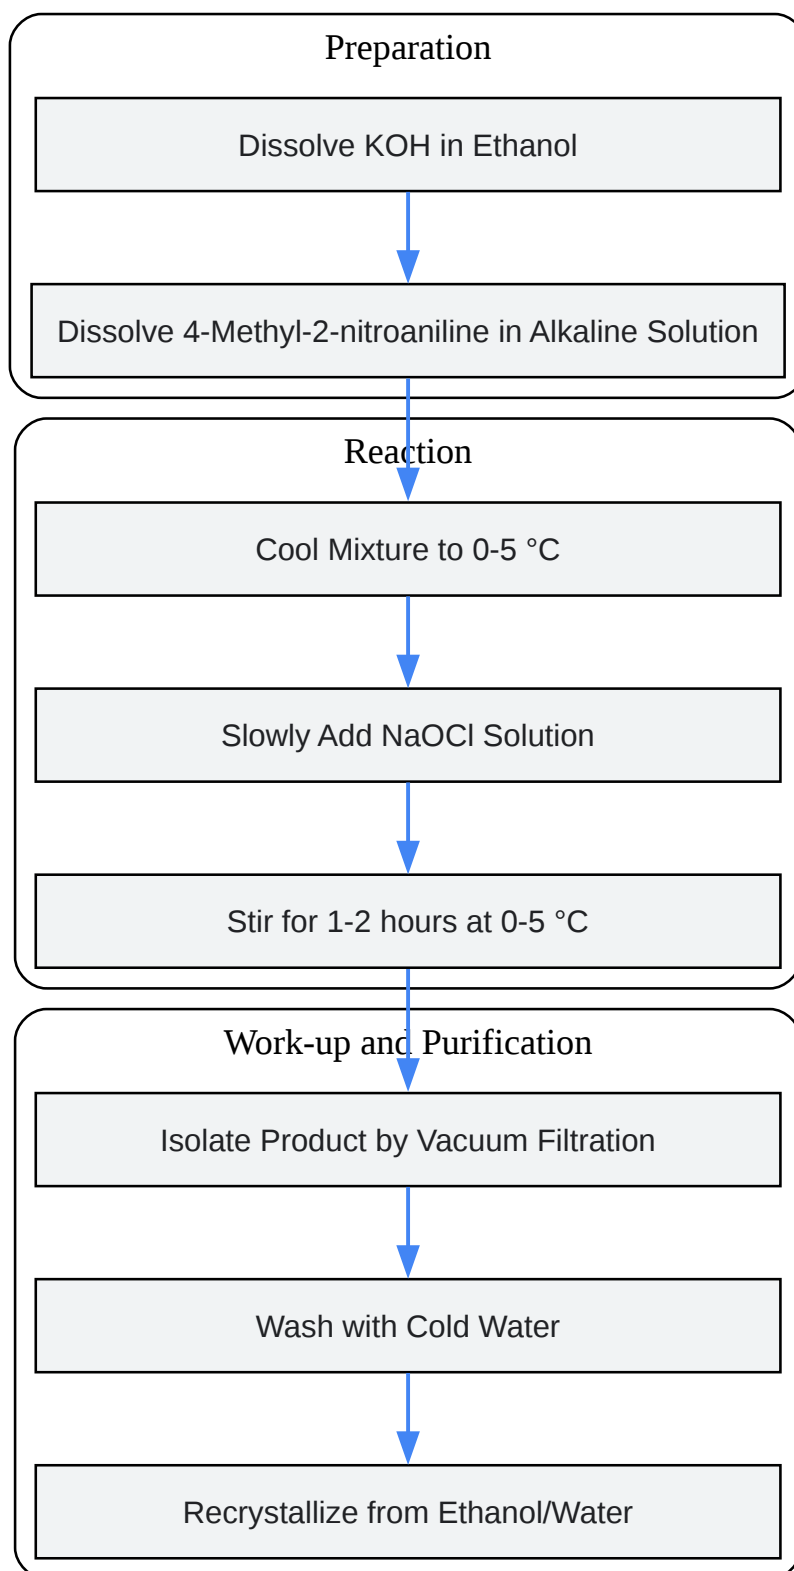 Preparation
Dissolve KOH in Ethanol
Dissolve 4-Methyl-2-nitroaniline in Alkaline Solution
Reaction
Cool Mixture to 0-5 °C
Slowly Add NaOCl Solution
Stir for 1-2 hours at 0-5 °C
Work-up and Purification
Isolate Product by Vacuum Filtration
Wash with Cold Water
Recrystallize from Ethanol/Water